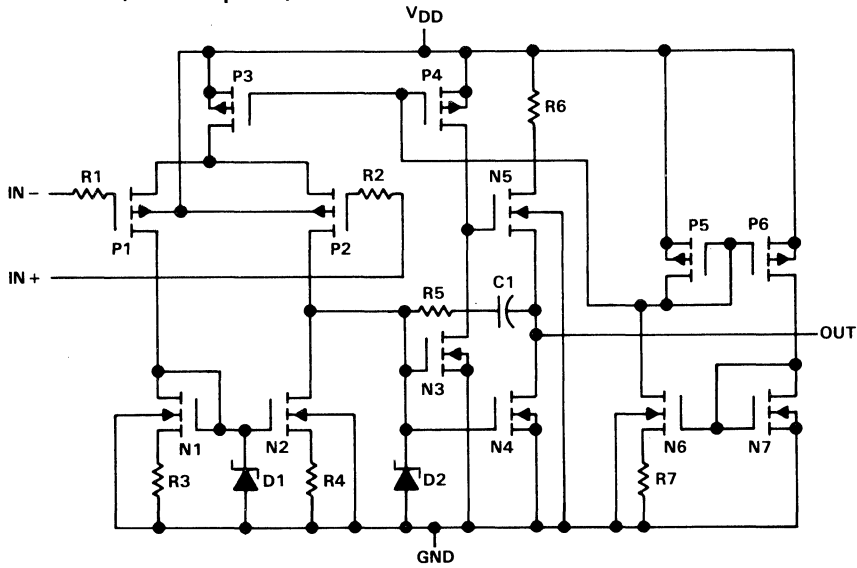 VDD
P3
P4
R6
R1
R2
N5
IN−
P5
P6
P1
P2
IN+
R5
C1
OUT
N3
N1
N2
N4
N6
N7
R3
D1
R4
D2
R7
GND